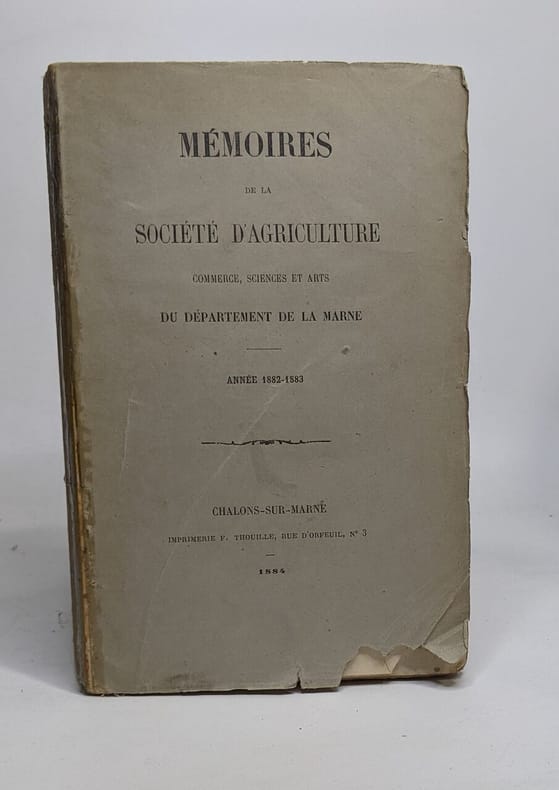 MÉMOIRES
DE LA
SOCIÉTÉ D'AGRICULTURE
COMMERCE, SCIENCES ET ARTS
DU DÉPARTEMENT DE LA MARNE
ANNÉE 1882-1883
CHALONS-SUR-MARNE
IMPRIMERIE F. THOUILLE, RUE D'ORFEUIL, N° 3
1884